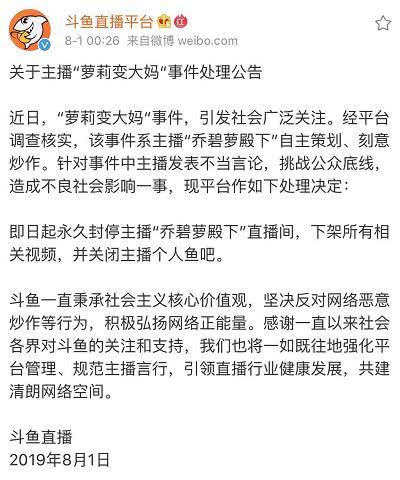 斗鱼直播平台
8-1 00:26 来自微博 weibo.com
关于主播“萝莉变大妈”事件处理公告
近日，“萝莉变大妈”事件，引发社会广泛关注。经平台
调查核实，该事件系主播“乔碧萝殿下”自主策划、刻意
炒作。针对事件中主播发表不当言论，挑战公众底线，
造成不良社会影响一事，现平台作如下处理决定：
即日起永久封停主播“乔碧萝殿下”直播间，下架所有相
关视频，并关闭主播个人鱼吧。
斗鱼一直秉承社会主义核心价值观，坚决反对网络恶意
炒作等行为，积极弘扬网络正能量。感谢一直以来社会
各界对斗鱼的关注和支持，我们也将一如既往地强化平
台管理、规范主播言行，引领直播行业健康发展，共建
清朗网络空间。
斗鱼直播
2019年8月1日